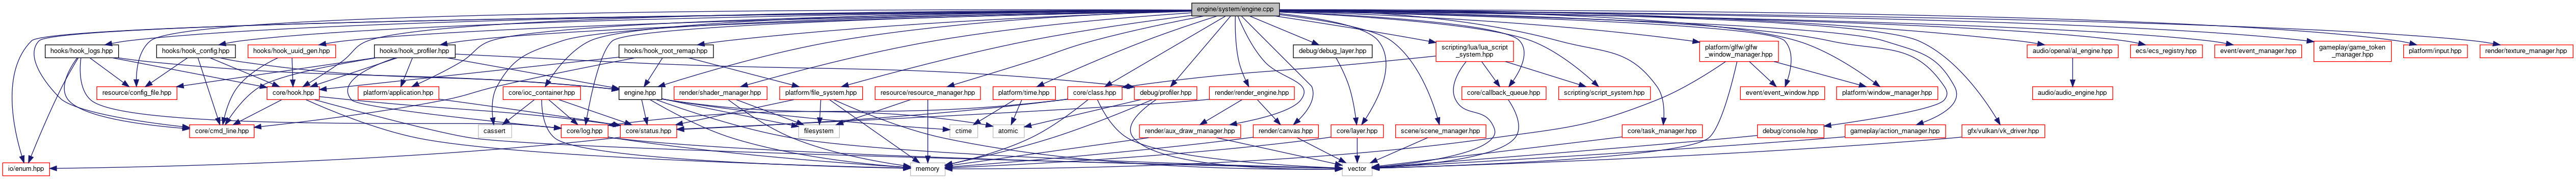 engine/system/engine.cpp
hooks/hook_logs.hpp
hooks/hook_config.hpp
hooks/hook_uuid_gen.hpp
hooks/hook_profiler.hpp
hooks/hook_root_remap.hpp
debug/debug_layer.hpp
scripting/lua/lua_script
_system.hpp
platform/glfw/glfw
_window_manager.hpp
audio/openal/al_engine.hpp
ecs/ecs_registry.hpp
event/event_manager.hpp
gameplay/game_token
_manager.hpp
platform/input.hpp
render/texture_manager.hpp
resource/config_file.hpp
core/hook.hpp
platform/application.hpp
core/ioc_container.hpp
engine.hpp
render/shader_manager.hpp
platform/file_system.hpp
resource/resource_manager.hpp
platform/time.hpp
core/class.hpp
debug/profiler.hpp
render/render_engine.hpp
core/callback_queue.hpp
scripting/script_system.hpp
event/event_window.hpp
platform/window_manager.hpp
audio/audio_engine.hpp
core/cmd_line.hpp
cassert
core/log.hpp
core/status.hpp
filesystem
ctime
atomic
render/aux_draw_manager.hpp
render/canvas.hpp
core/layer.hpp
scene/scene_manager.hpp
core/task_manager.hpp
debug/console.hpp
gameplay/action_manager.hpp
gfx/vulkan/vk_driver.hpp
io/enum.hpp
memory
vector